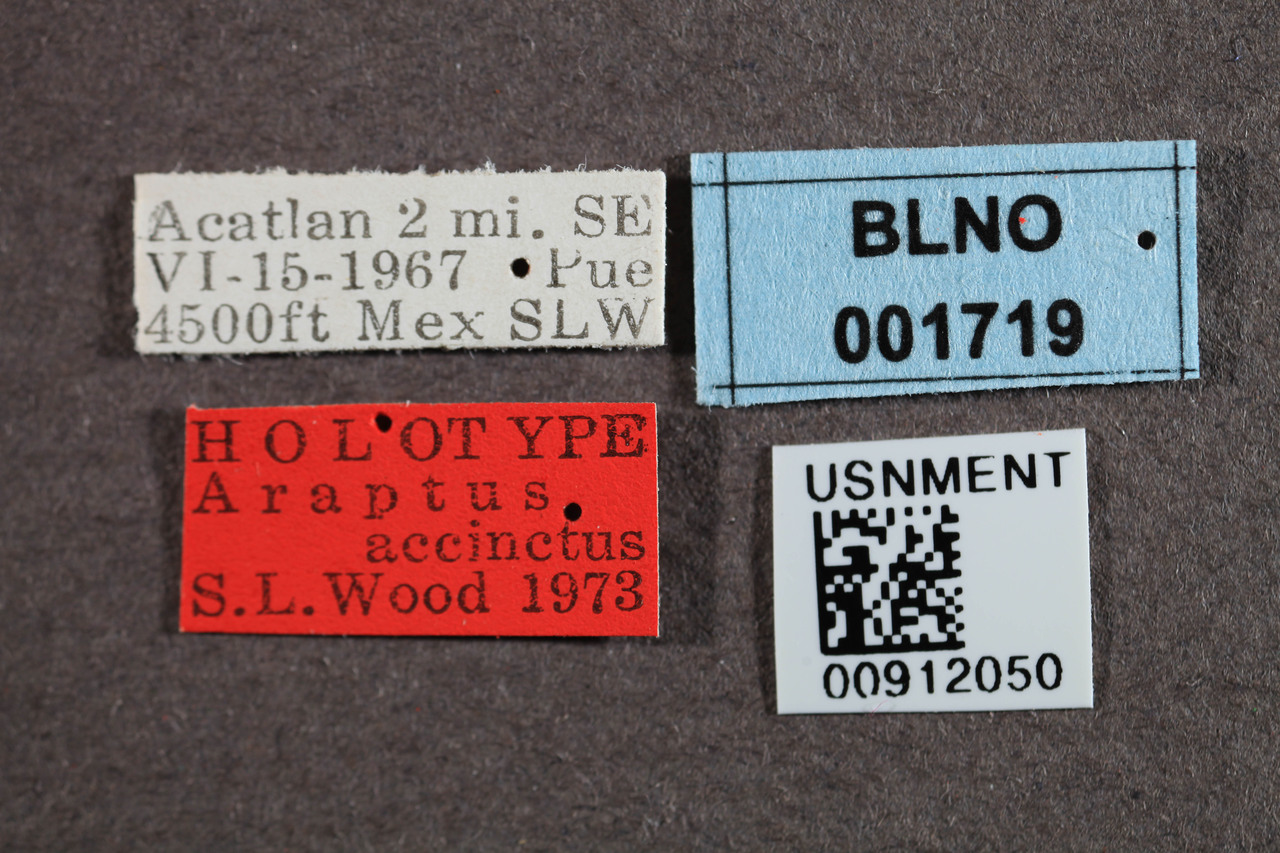 Acatlan 2 mi. SE
VI-15-1967 Pue
4500ft Mex SLW
BLNO
001719
HOLOTYPE
Araptus
accinctus
S.L.Wood 1973
USNMENT
00912050